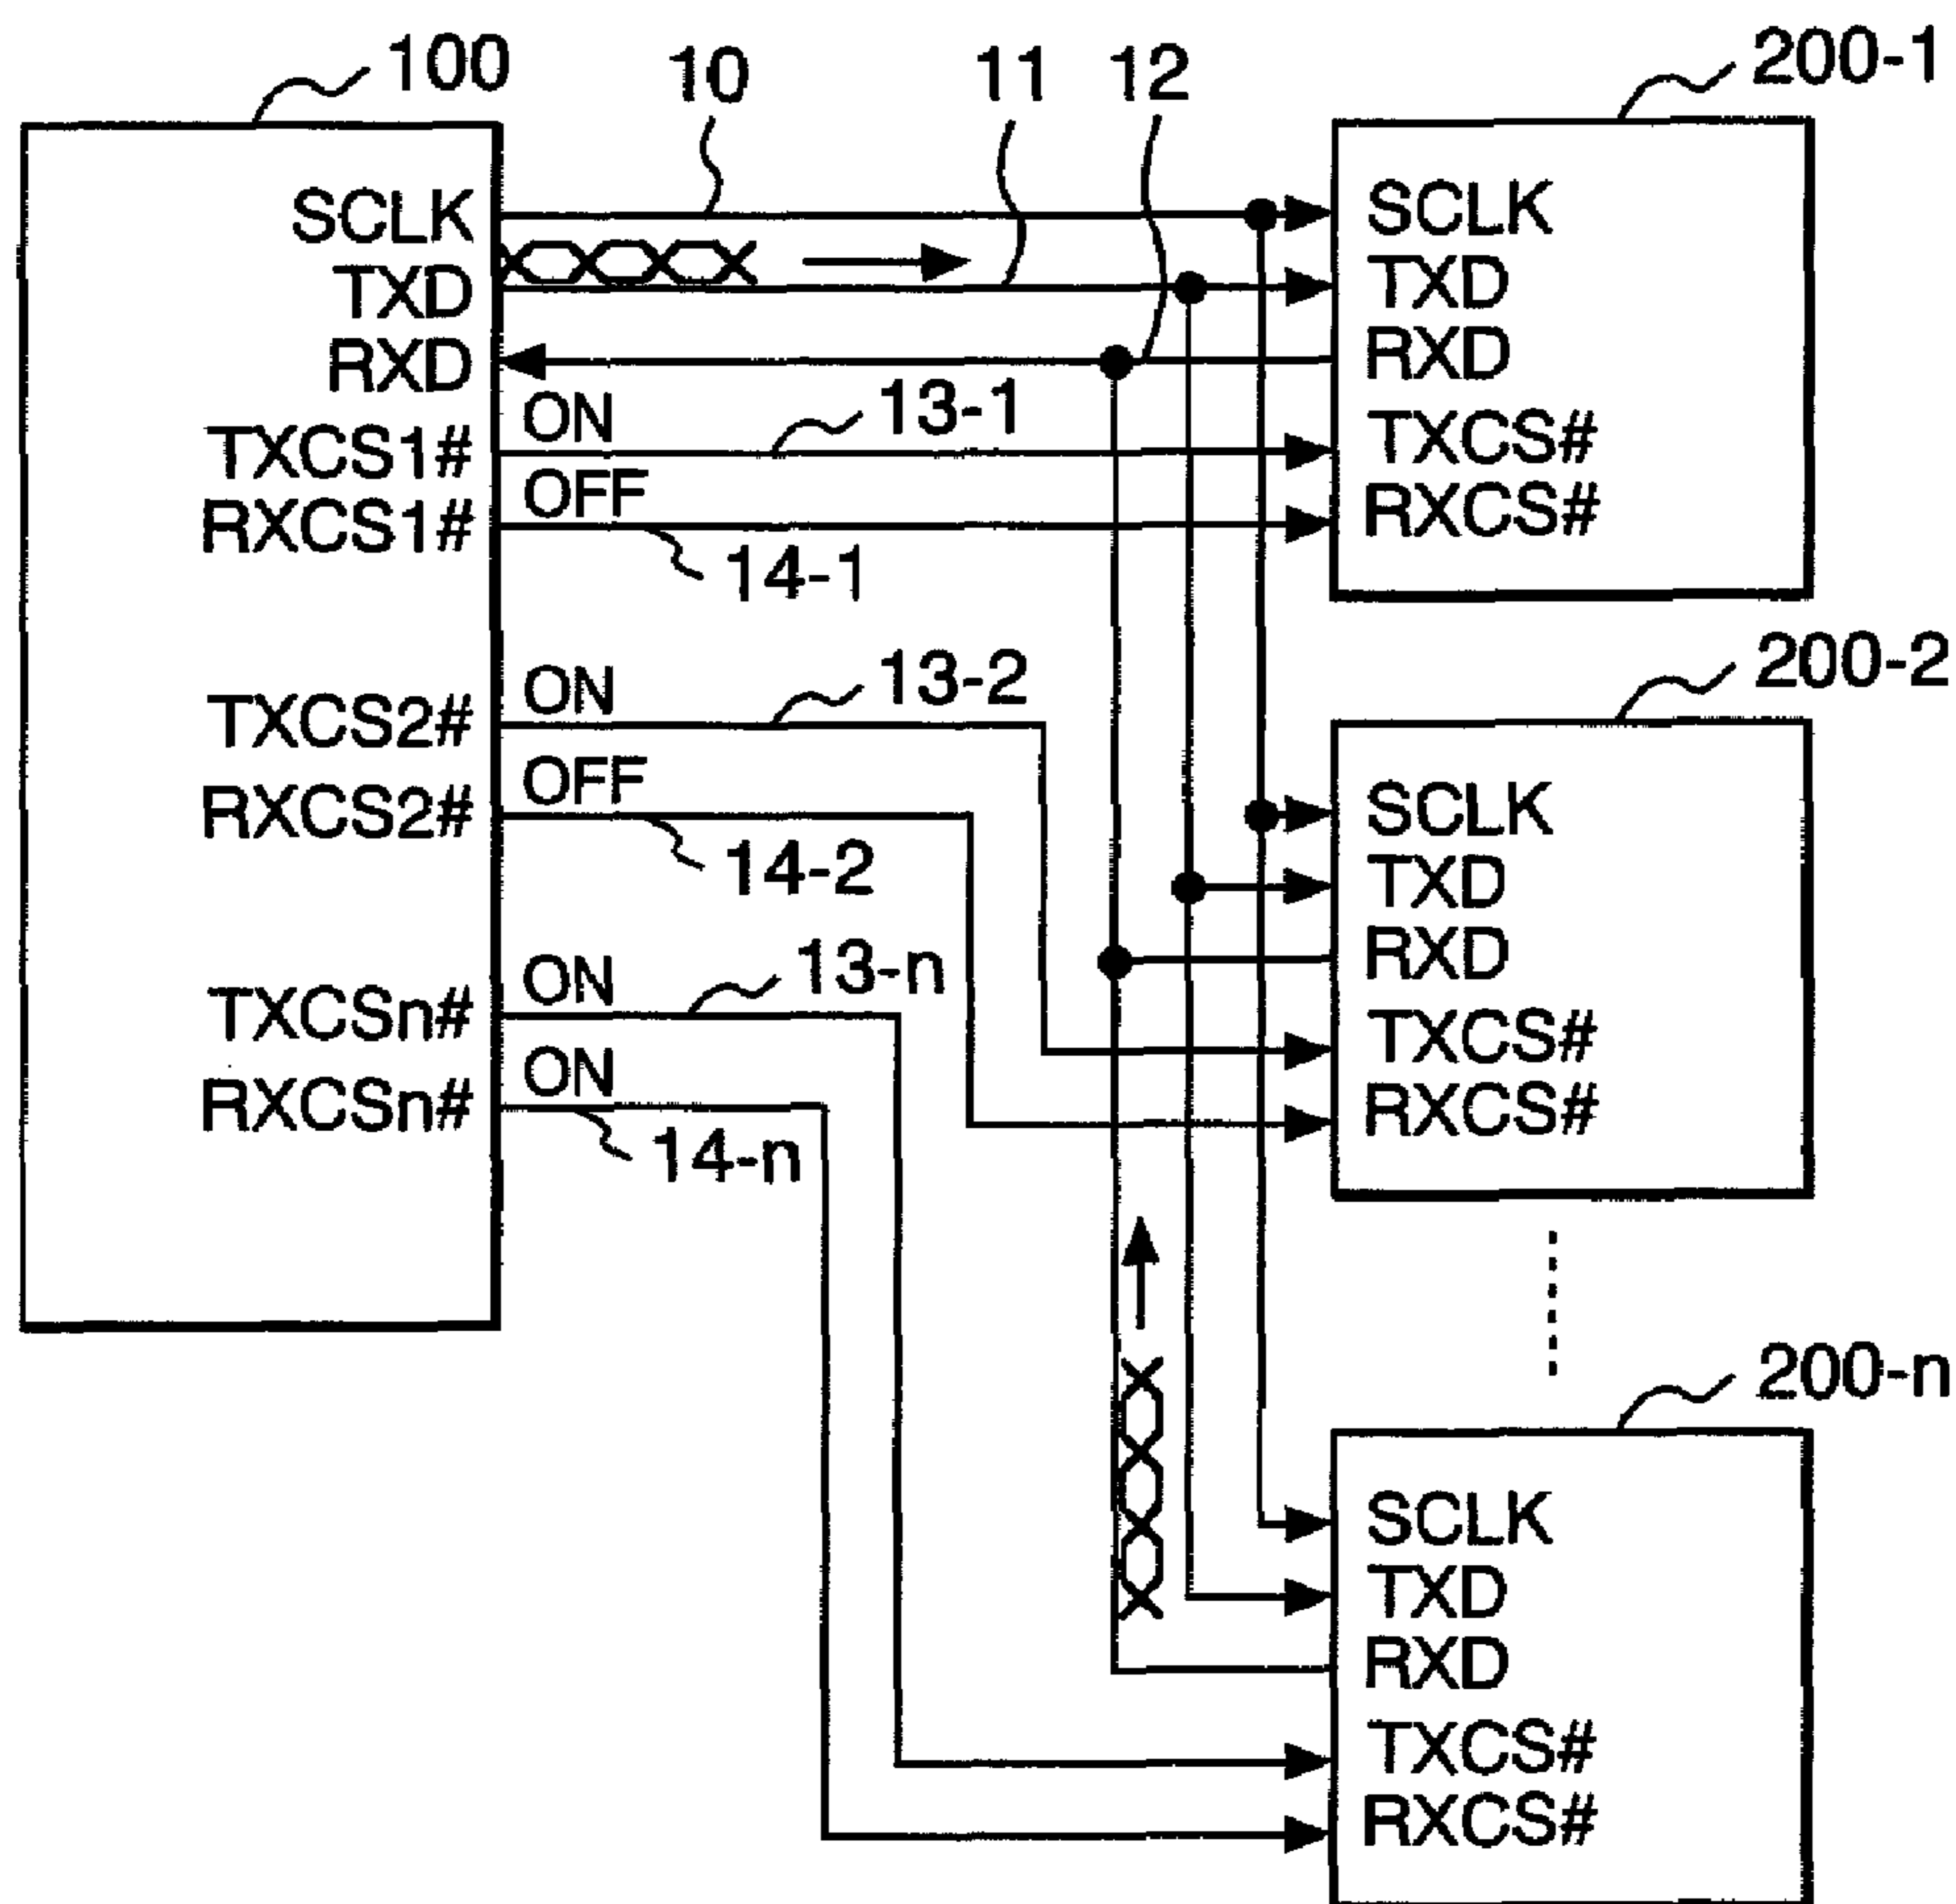 100
10
11
12
200-1
SCLK
TXD
RXD
TXCS1#
RXCS1#
ON
13-1
OFF
14-1
SCLK
TXD
RXD
TXCS#
RXCS#
200-2
TXCS2#
RXCS2#
ON
13-2
OFF
14-2
SCLK
TXD
RXD
TXCS#
RXCS#
TXCSn#
RXCSn#
ON
13-n
ON
14-n
200-n
SCLK
TXD
RXD
TXCS#
RXCS#